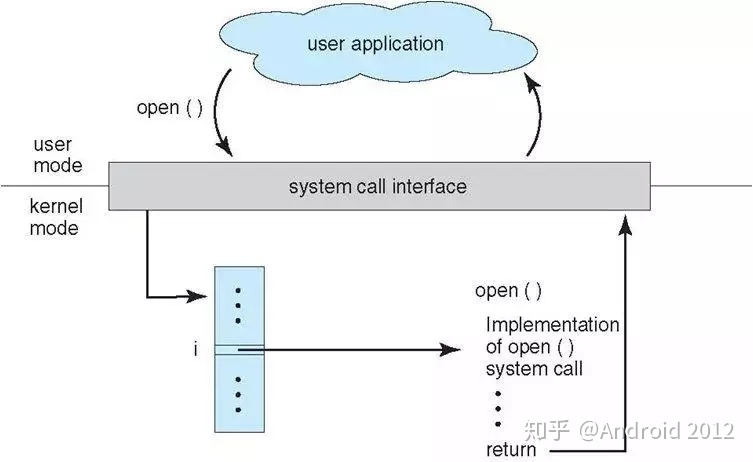 user application
open ( )
user
mode
system call interface
kernel
mode
open ( )
i
Implementation
of open ( )
system call
return
知乎 @Android 2012